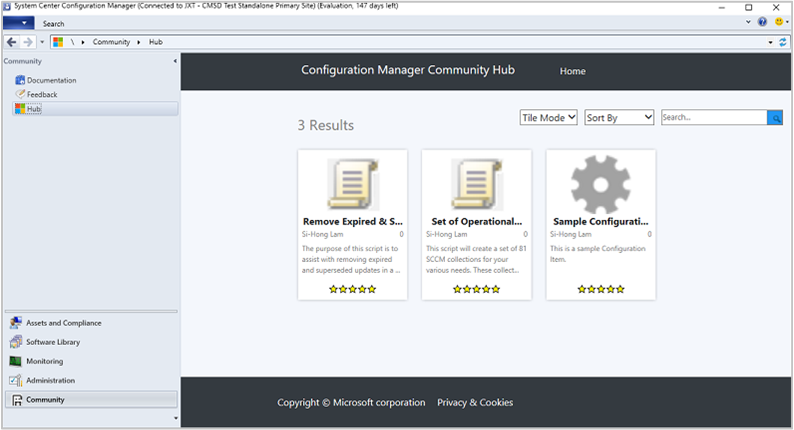 System Center Configuration Manager (Connected to JXT - CMSD Test Standalone Primary Site) (Evaluation, 147 days left)
Search
\ Community Hub
Community
Documentation
Feedback
Hub
Configuration Manager Community Hub Home
3 Results
Tile Mode Sort By Search...
Remove Expired & S...
Si-Hong Lam 0
The purpose of this script is to
assist with removing expired
and superseded updates in a ...
Set of Operational...
Si-Hong Lam 0
This script will create a set of 81
SCCM collections for your
various needs. These collect...
Sample Configurati...
Si-Hong Lam 0
This is a sample Configuration
Item.
Assets and Compliance
Software Library
Monitoring
Administration
Community
Copyright © Microsoft corporation Privacy & Cookies